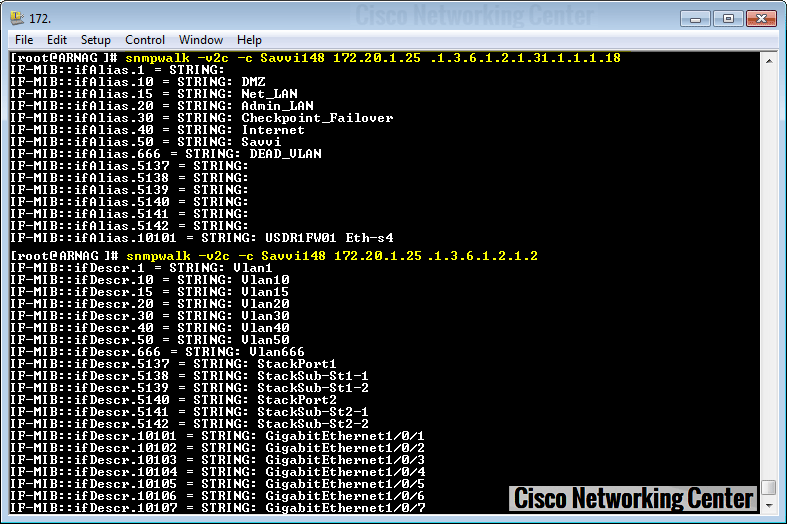 172.
Cisco Networking Center
File Edit Setup Control Window Help
[root@ARNAG ]# snmpwalk -v2c -c Savvi148 172.20.1.25 .1.3.6.1.2.1.31.1.1.1.18
IF-MIB::ifAlias.1 = STRING:
IF-MIB::ifAlias.10 = STRING: DMZ
IF-MIB::ifAlias.15 = STRING: Net_LAN
IF-MIB::ifAlias.20 = STRING: Admin_LAN
IF-MIB::ifAlias.30 = STRING: Checkpoint_Failover
IF-MIB::ifAlias.40 = STRING: Internet
IF-MIB::ifAlias.50 = STRING: Savvi
IF-MIB::ifAlias.666 = STRING: DEAD_VLAN
IF-MIB::ifAlias.5137 = STRING:
IF-MIB::ifAlias.5138 = STRING:
IF-MIB::ifAlias.5139 = STRING:
IF-MIB::ifAlias.5140 = STRING:
IF-MIB::ifAlias.5141 = STRING:
IF-MIB::ifAlias.5142 = STRING:
IF-MIB::ifAlias.10101 = STRING: USDR1FW01 Eth-s4
[root@ARNAG ]# snmpwalk -v2c -c Savvi148 172.20.1.25 .1.3.6.1.2.1.2
IF-MIB::ifDescr.1 = STRING: Vlan1
IF-MIB::ifDescr.10 = STRING: Vlan10
IF-MIB::ifDescr.15 = STRING: Vlan15
IF-MIB::ifDescr.20 = STRING: Vlan20
IF-MIB::ifDescr.30 = STRING: Vlan30
IF-MIB::ifDescr.40 = STRING: Vlan40
IF-MIB::ifDescr.50 = STRING: Vlan50
IF-MIB::ifDescr.666 = STRING: Vlan666
IF-MIB::ifDescr.5137 = STRING: StackPort1
IF-MIB::ifDescr.5138 = STRING: StackSub-St1-1
IF-MIB::ifDescr.5139 = STRING: StackSub-St1-2
IF-MIB::ifDescr.5140 = STRING: StackPort2
IF-MIB::ifDescr.5141 = STRING: StackSub-St2-1
IF-MIB::ifDescr.5142 = STRING: StackSub-St2-2
IF-MIB::ifDescr.10101 = STRING: GigabitEthernet1/0/1
IF-MIB::ifDescr.10102 = STRING: GigabitEthernet1/0/2
IF-MIB::ifDescr.10103 = STRING: GigabitEthernet1/0/3
IF-MIB::ifDescr.10104 = STRING: GigabitEthernet1/0/4
IF-MIB::ifDescr.10105 = STRING: GigabitEthernet1/0/5
IF-MIB::ifDescr.10106 = STRING: GigabitEthernet1/0/6
IF-MIB::ifDescr.10107 = STRING: GigabitEthernet1/0/7
Cisco Networking Center